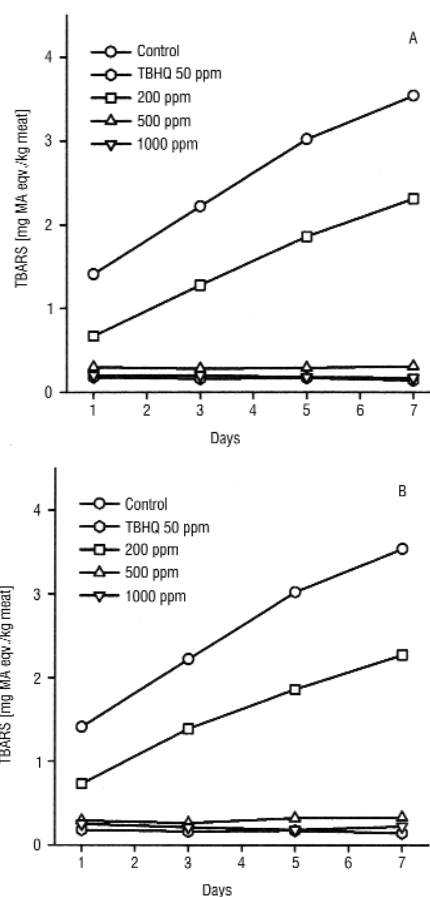 A
Control
TBHQ 50 ppm
200 ppm
500 ppm
1000 ppm
TBARS [mg MA eqv./kg meat]
4
3
2
1
0
1 2 3 4 5 6 7
Days
B
Control
TBHQ 50 ppm
200 ppm
500 ppm
1000 ppm
TBARS [mg MA eqv./kg meat]
4
3
2
1
0
1 2 3 4 5 6 7
Days